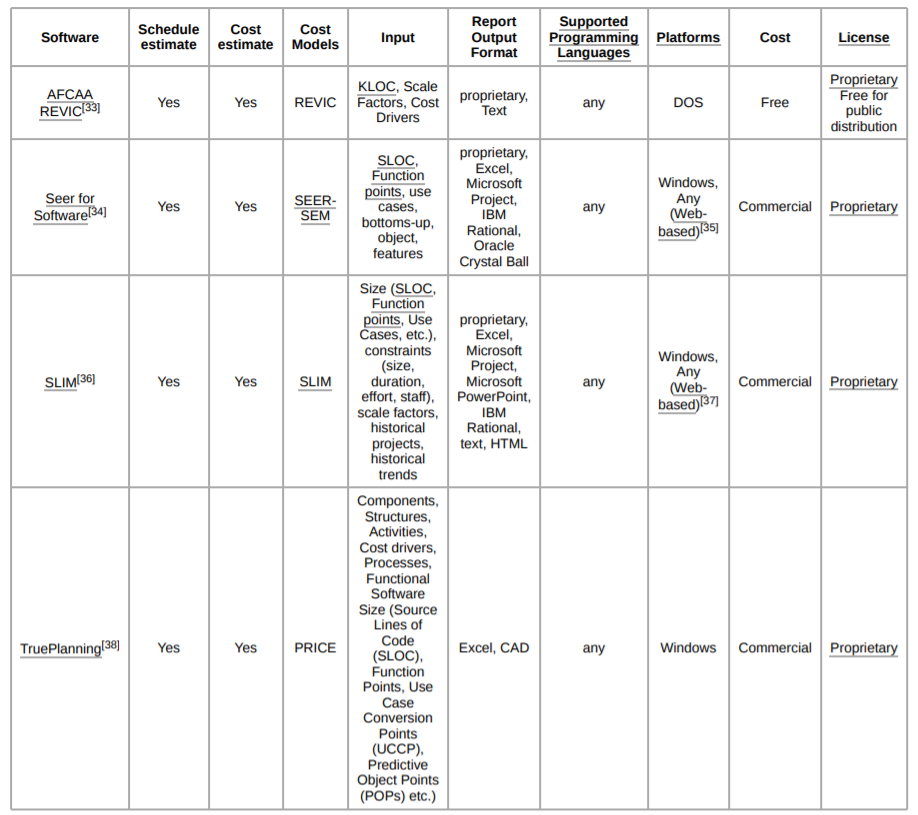 Software
Schedule
estimate
Cost
estimate
Cost
Models
Input
Report
Output
Format
Supported
Programming
Languages
Platforms
Cost
License
AFCAA
REVIC[33]
Yes
Yes
REVIC
KLOC, Scale
Factors, Cost
Drivers
proprietary,
Text
any
DOS
Free
Proprietary
Free for
public
distribution
Seer for
Software[34]
Yes
Yes
SEER-
SEM
SLOC,
Function
points, use
cases,
bottoms-up,
object,
features
proprietary,
Excel,
Microsoft
Project,
IBM
Rational,
Oracle
Crystal Ball
any
Windows,
Any
(Web-
based)[35]
Commercial
Proprietary
SLIM[36]
Yes
Yes
SLIM
Size (SLOC,
Function
points, Use
Cases, etc.),
constraints
(size,
duration,
effort, staff),
scale factors,
historical
projects,
historical
trends
proprietary,
Excel,
Microsoft
Project,
Microsoft
PowerPoint,
IBM
Rational,
text, HTML
any
Windows,
Any
(Web-
based)[37]
Commercial
Proprietary
TruePlanning[38]
Yes
Yes
PRICE
Components,
Structures,
Activities,
Cost drivers,
Processes,
Functional
Software
Size (Source
Lines of
Code
(SLOC),
Function
Points, Use
Case
Conversion
Points
(UCCP),
Predictive
Object Points
(POPs) etc.)
Excel, CAD
any
Windows
Commercial
Proprietary